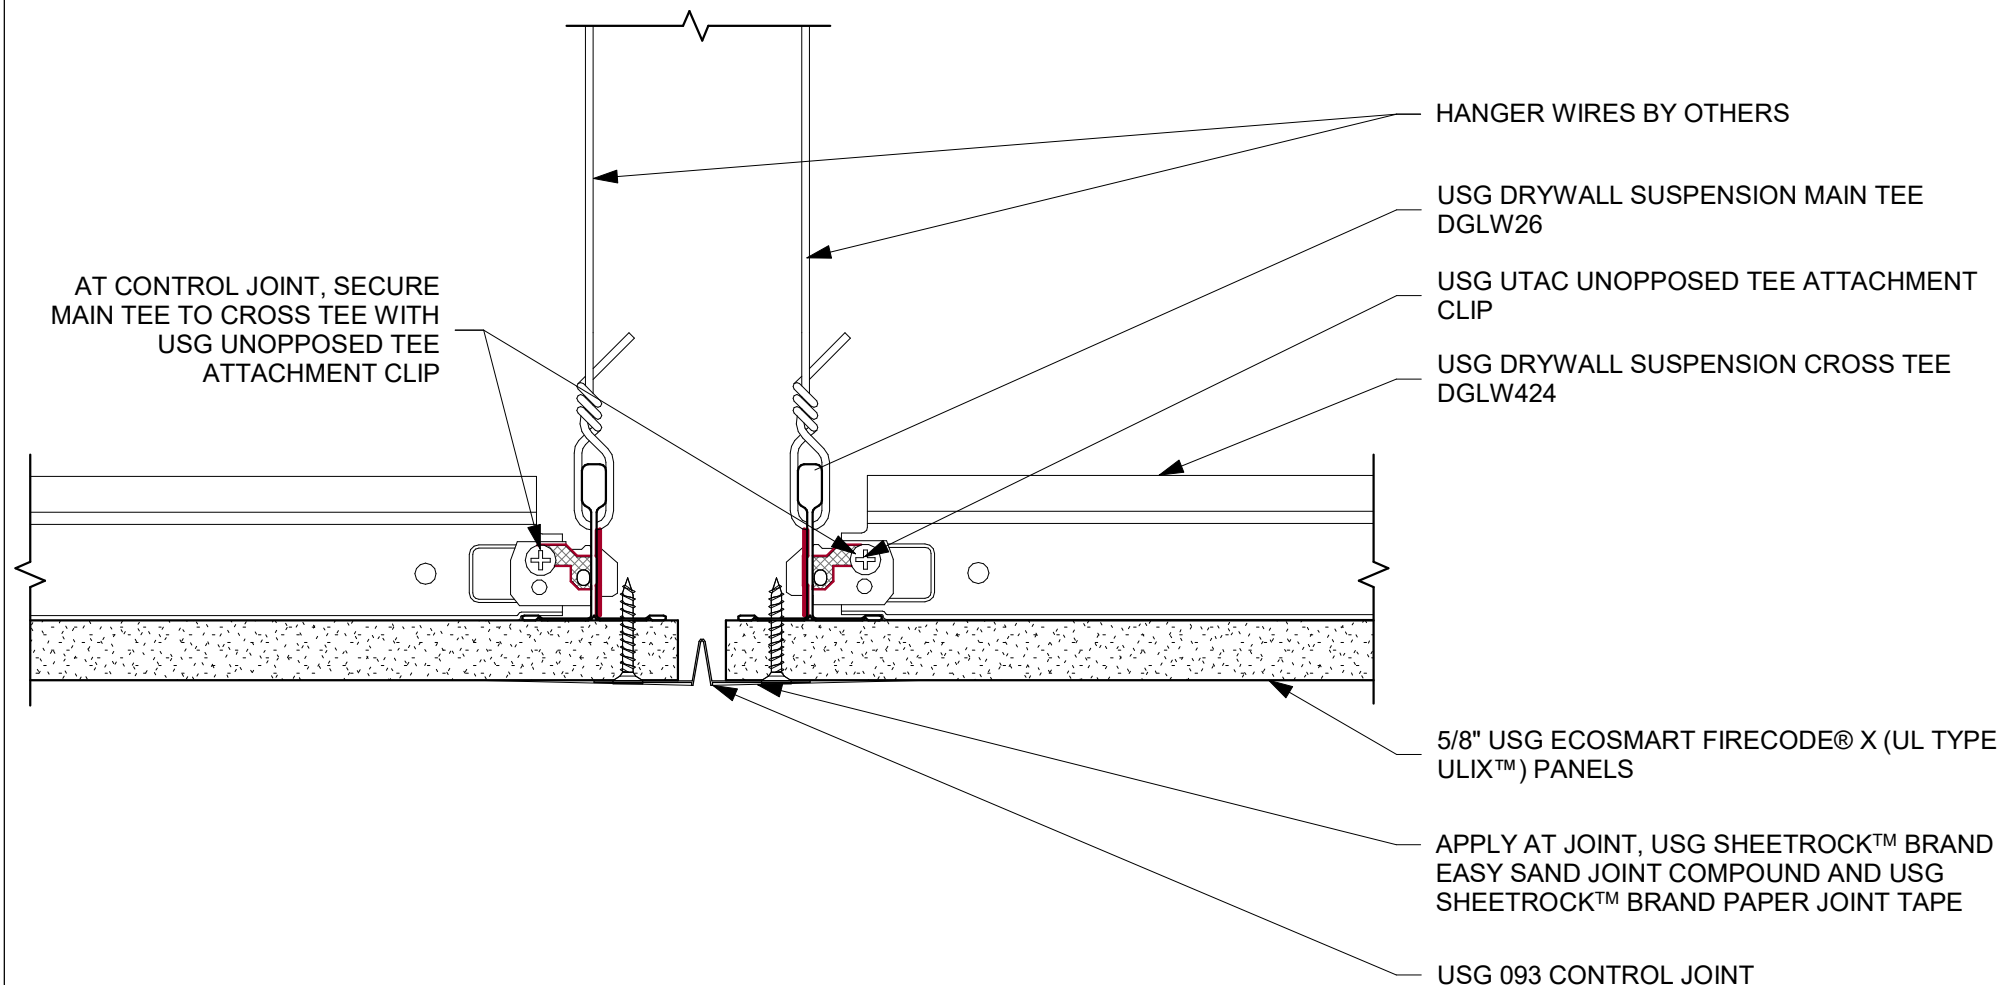 HANGER WIRES BY OTHERS
USG DRYWALL SUSPENSION MAIN TEE
DGLW26
USG UTAC UNOPPOSED TEE ATTACHMENT
CLIP
USG DRYWALL SUSPENSION CROSS TEE
DGLW424
AT CONTROL JOINT, SECURE
MAIN TEE TO CROSS TEE WITH
USG UNOPPOSED TEE
ATTACHMENT CLIP
5/8" USG ECOSMART FIRECODE® X (UL TYPE
ULIX™) PANELS
APPLY AT JOINT, USG SHEETROCK™ BRAND
EASY SAND JOINT COMPOUND AND USG
SHEETROCK™ BRAND PAPER JOINT TAPE
USG 093 CONTROL JOINT